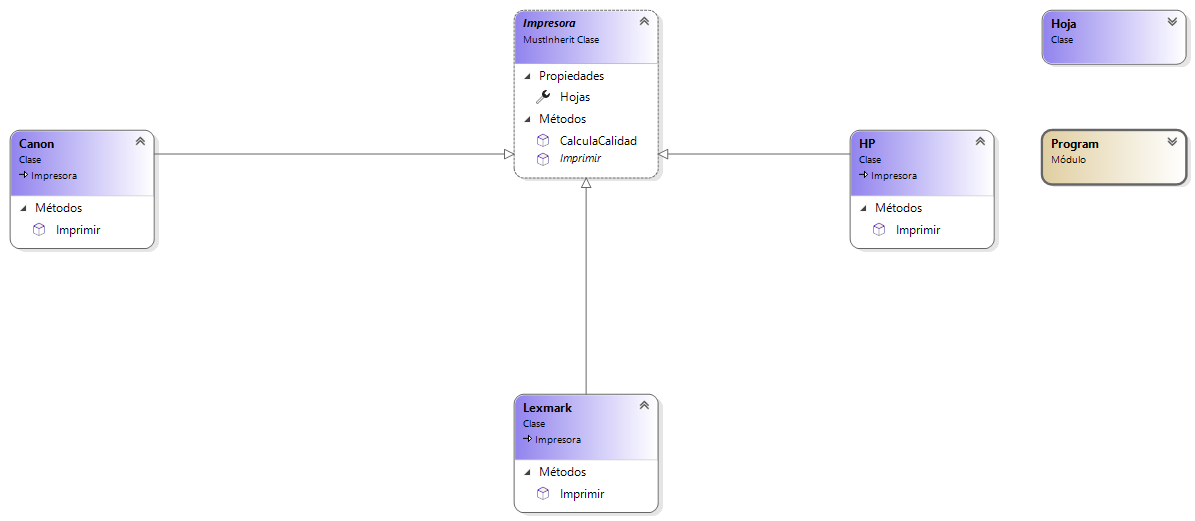 Impresora
MustInherit Clase
Propiedades
Hojas
Métodos
CalculaCalidad
Imprimir
Hoja
Clase
Canon
Clase
Impresora
Métodos
Imprimir
HP
Clase
Impresora
Métodos
Imprimir
Program
Módulo
Lexmark
Clase
Impresora
Métodos
Imprimir